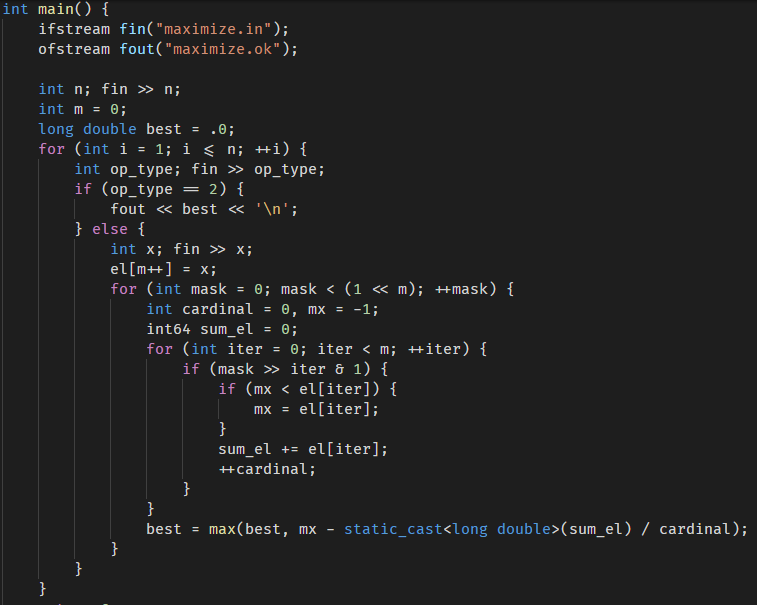 int main() {
    ifstream fin("maximize.in");
    ofstream fout("maximize.ok");

    int n; fin >> n;
    int m = 0;
    long double best = .0;
    for (int i = 1; i <= n; ++i) {
        int op_type; fin >> op_type;
        if (op_type == 2) {
            fout << best << '\n';
        } else {
            int x; fin >> x;
            el[m++] = x;
            for (int mask = 0; mask < (1 << m); ++mask) {
                int cardinal = 0, mx = -1;
                int64 sum_el = 0;
                for (int iter = 0; iter < m; ++iter) {
                    if (mask >> iter & 1) {
                        if (mx < el[iter]) {
                            mx = el[iter];
                        }
                        sum_el += el[iter];
                        ++cardinal;
                    }
                }
                best = max(best, mx - static_cast<long double>(sum_el) / cardinal);
            }
        }
    }